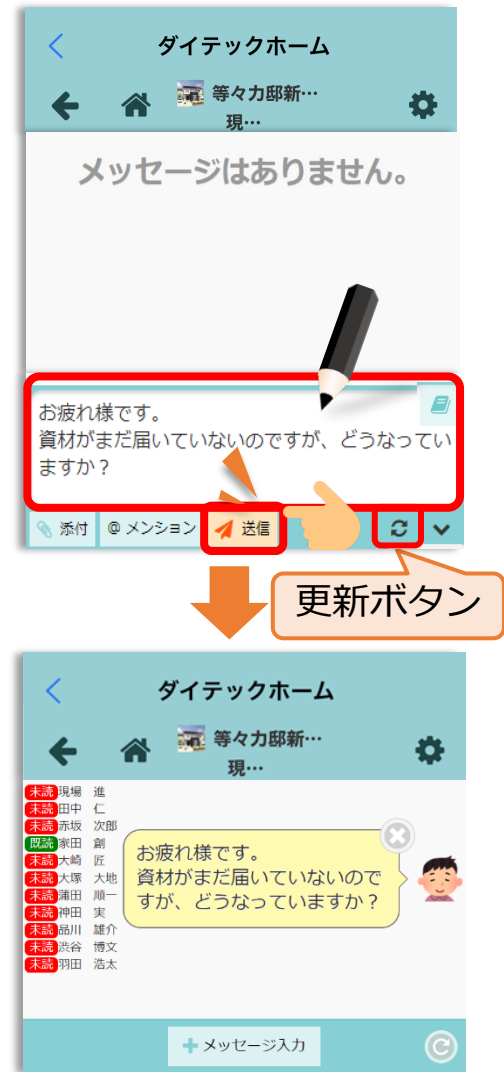 ダイテックホーム
等々力邸新…
現…
メッセージはありません。
お疲れ様です。
資材がまだ届いていないのですが、どうなってい
ますか？
添付 @ メンション 送信
更新ボタン
ダイテックホーム
等々力邸新…
現…
未読 現場 進
未読 田中 仁
未読 赤坂 次郎
既読 家田 創
未読 大崎 匠
未読 大塚 大地
未読 蒲田 順一
未読 神田 実
未読 品川 雄介
未読 渋谷 博文
未読 羽田 浩太
お疲れ様です。
資材がまだ届いていないので
すが、どうなっていますか？
+ メッセージ入力